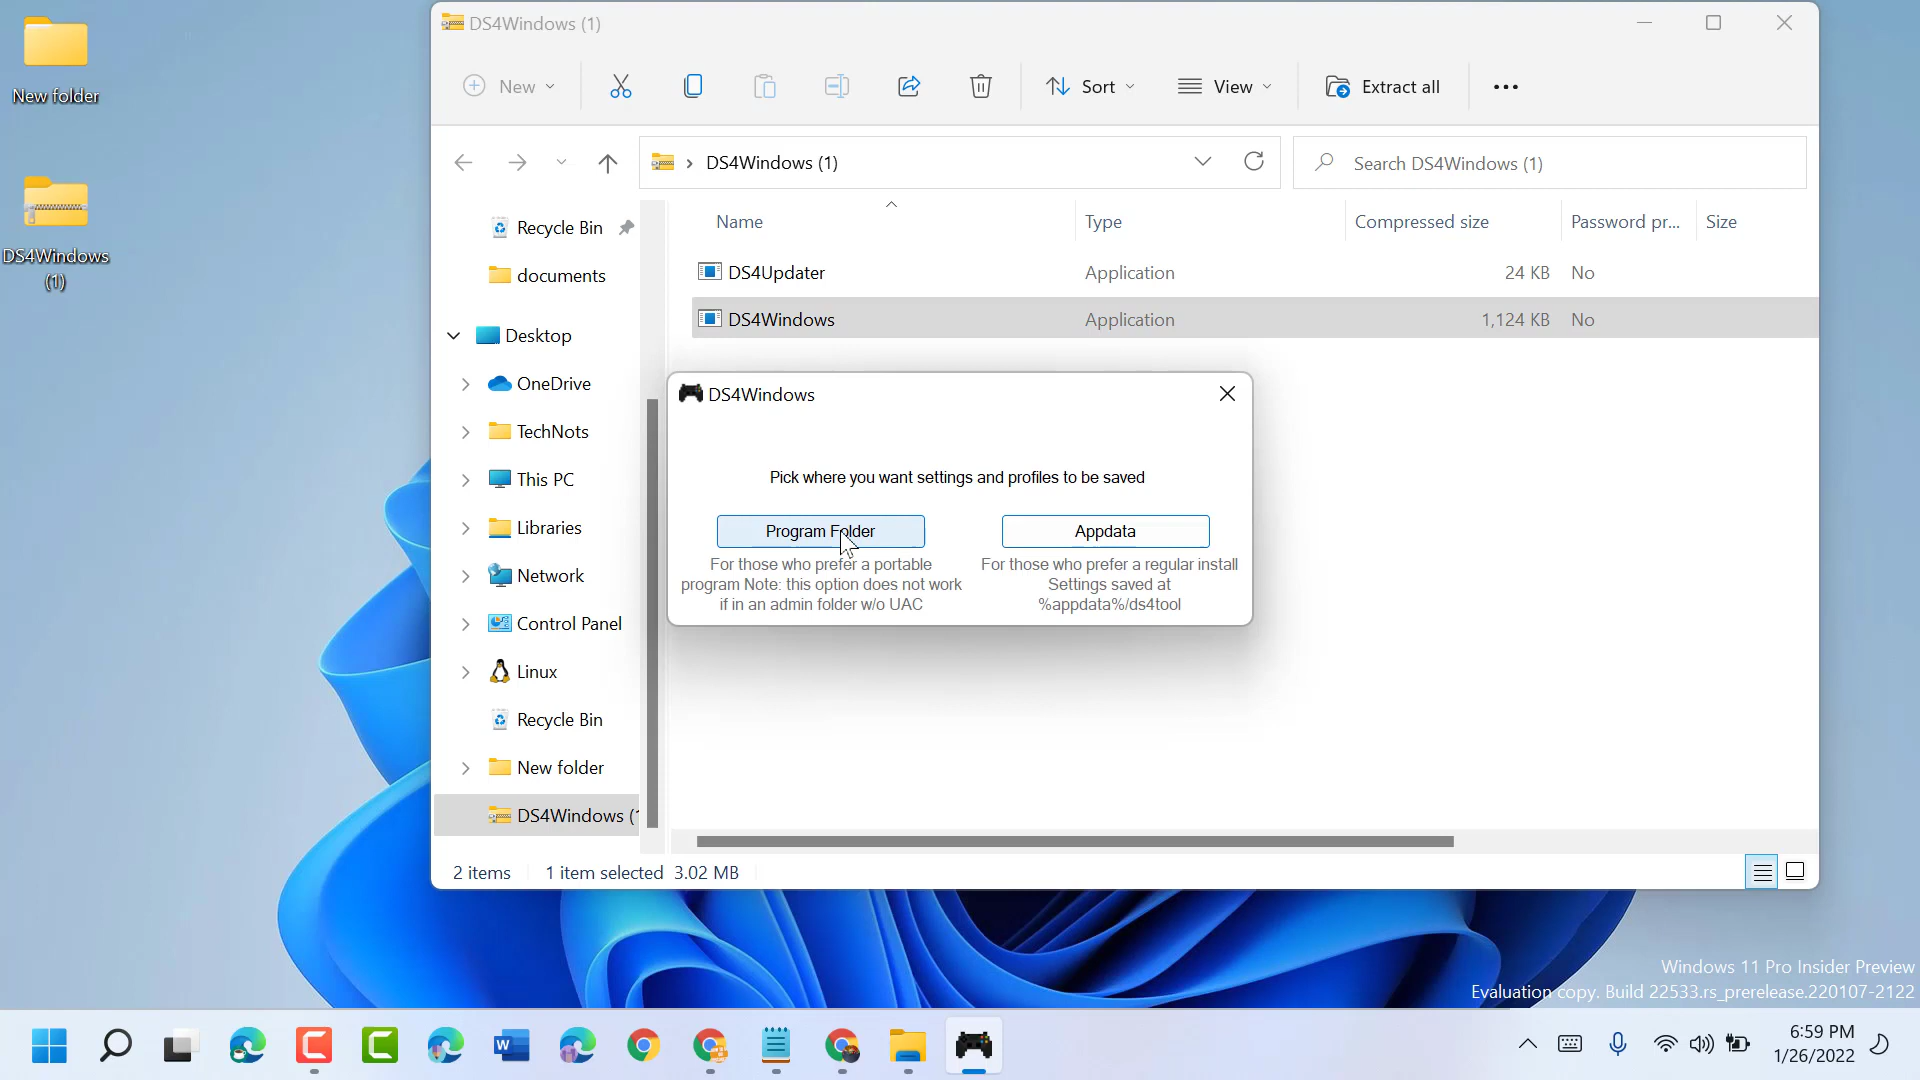 New folder
DS4Windows
(1)
DS4Windows (1)
New
Sort
View
Extract all
DS4Windows (1)
Search DS4Windows (1)
Name
Type
Compressed size
Password pr...
Size
DS4Updater
Application
24 KB
No
DS4Windows
Application
1,124 KB
No
Recycle Bin
documents
Desktop
OneDrive
TechNots
This PC
Libraries
Network
Control Panel
Linux
Recycle Bin
New folder
DS4Windows (1
DS4Windows
Pick where you want settings and profiles to be saved
Program Folder
For those who prefer a portable
program Note: this option does not work
if in an admin folder w/o UAC
Appdata
For those who prefer a regular install
Settings saved at
%appdata%/ds4tool
2 items
1 item selected 3.02 MB
Windows 11 Pro Insider Preview
Evaluation copy. Build 22533.rs_prerelease.220107-2122
6:59 PM
1/26/2022